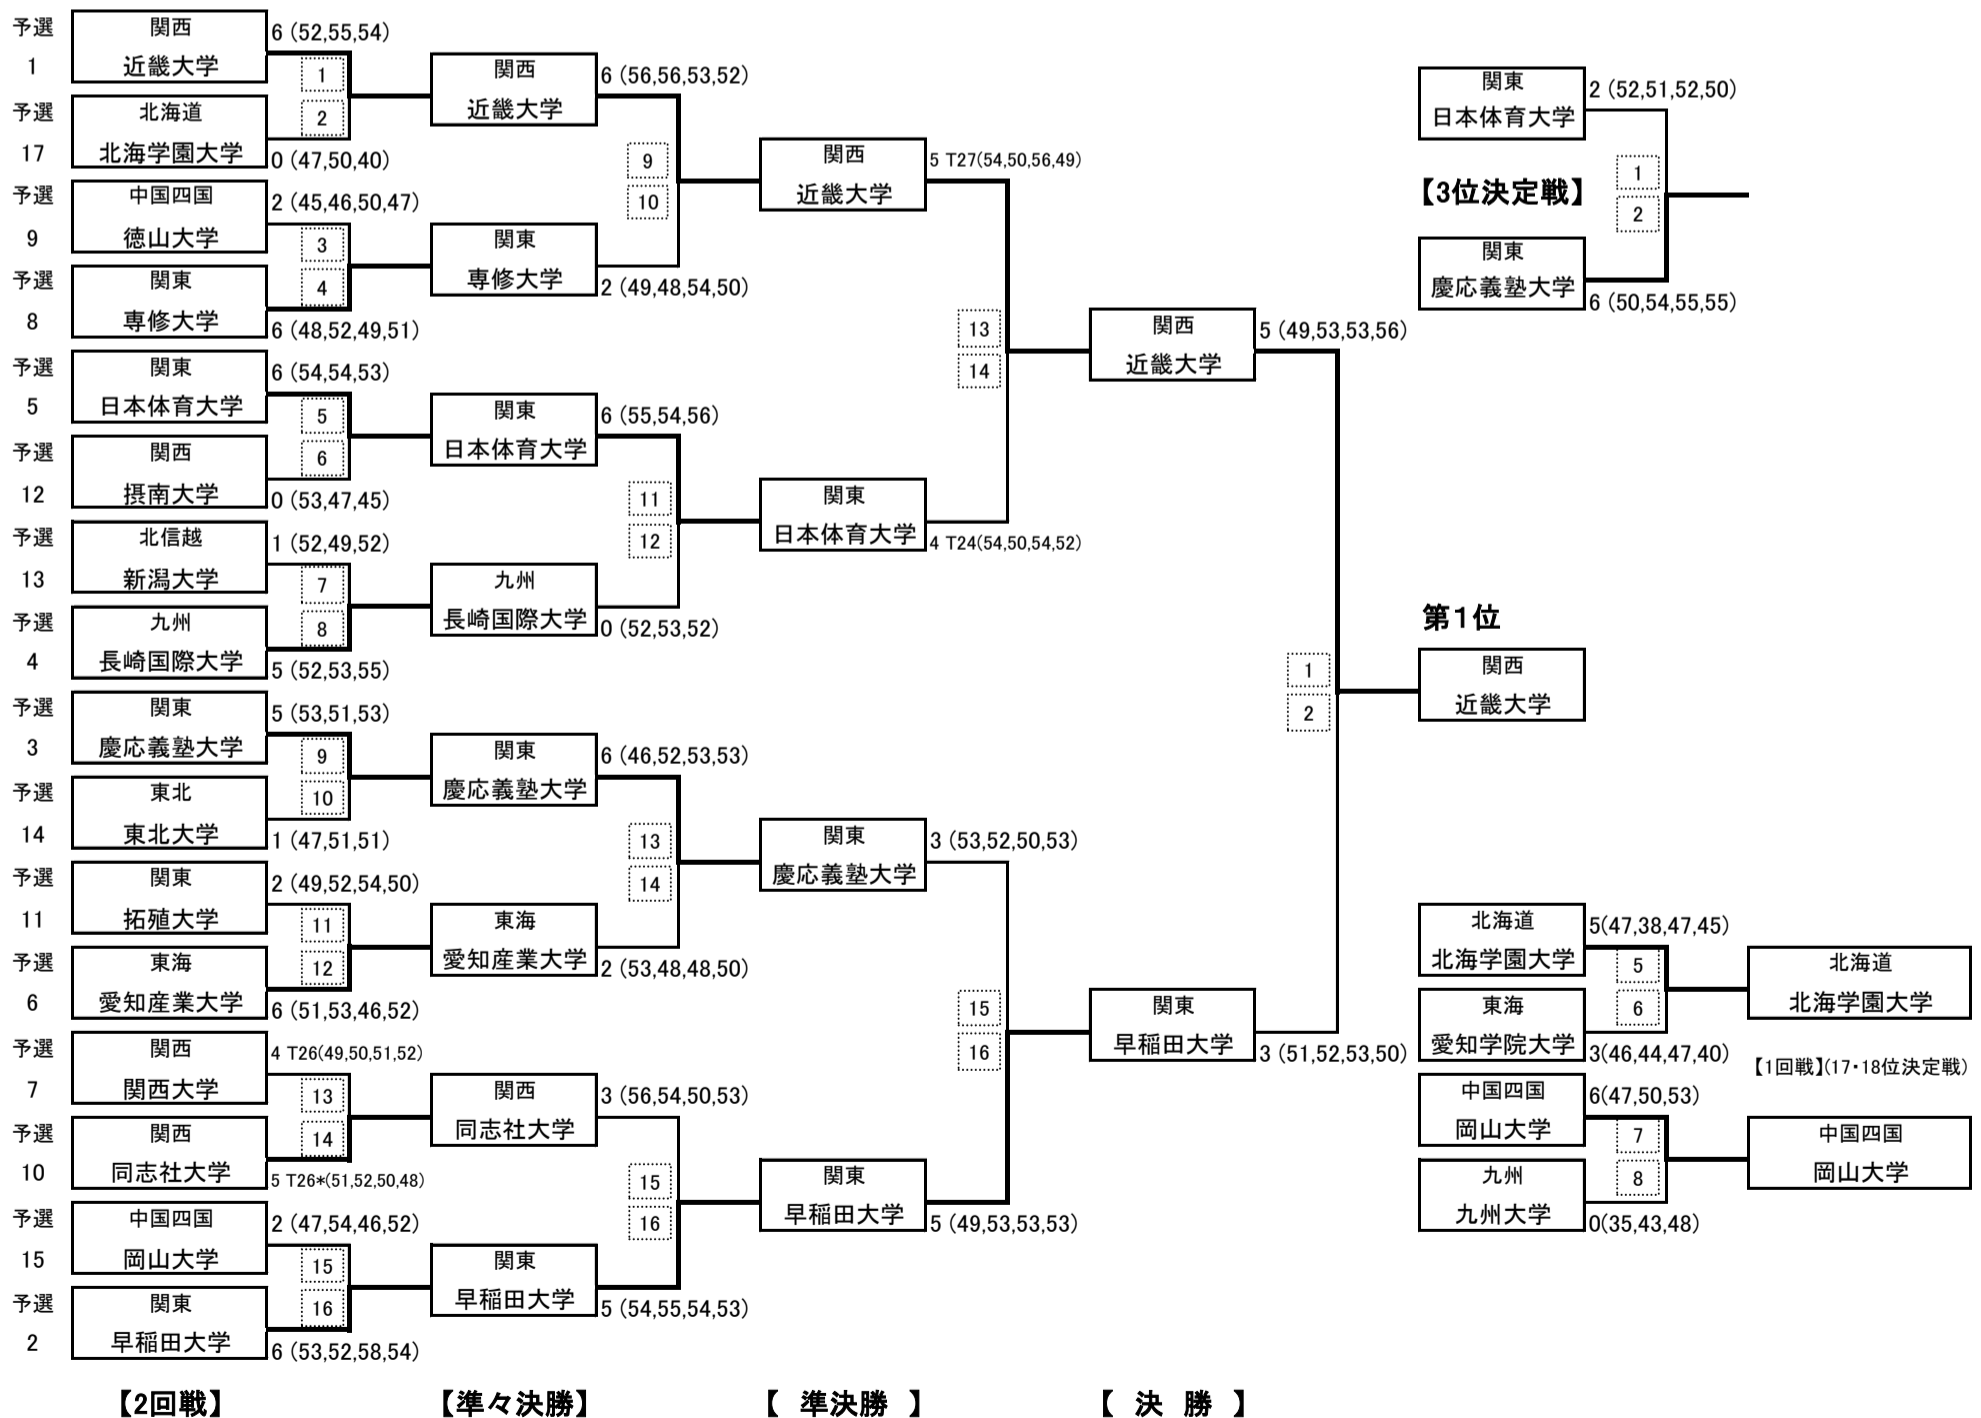 予選
1
関西
近畿大学
6 (52,55,54)
1
2
予選
17
北海道
北海学園大学
0 (47,50,40)
予選
9
中国四国
徳山大学
2 (45,46,50,47)
3
4
予選
8
関東
専修大学
6 (48,52,49,51)
予選
5
関東
日本体育大学
6 (54,54,53)
5
6
予選
12
関西
摂南大学
0 (53,47,45)
予選
13
北信越
新潟大学
1 (52,49,52)
7
8
予選
4
九州
長崎国際大学
5 (52,53,55)
予選
3
関東
慶応義塾大学
5 (53,51,53)
9
10
予選
14
東北
東北大学
1 (47,51,51)
予選
11
関東
拓殖大学
2 (49,52,54,50)
11
12
予選
6
東海
愛知産業大学
6 (51,53,46,52)
予選
7
関西
関西大学
4 T26(49,50,51,52)
13
14
予選
10
関西
同志社大学
5 T26*(51,52,50,48)
予選
15
中国四国
岡山大学
2 (47,54,46,52)
15
16
予選
2
関東
早稲田大学
6 (53,52,58,54)
【2回戦】
関西
近畿大学
6 (56,56,53,52)
9
10
関東
専修大学
2 (49,48,54,50)
関東
日本体育大学
6 (55,54,56)
11
12
九州
長崎国際大学
0 (52,53,52)
関東
慶応義塾大学
6 (46,52,53,53)
13
14
東海
愛知産業大学
2 (53,48,48,50)
関西
同志社大学
3 (56,54,50,53)
15
16
関東
早稲田大学
5 (54,55,54,53)
【準々決勝】
関西
近畿大学
5 T27(54,50,56,49)
13
14
関東
日本体育大学
4 T24(54,50,54,52)
関東
慶応義塾大学
3 (53,52,50,53)
15
16
関東
早稲田大学
5 (49,53,53,53)
【 準決勝 】
関西
近畿大学
5 (49,53,53,56)
1
2
関東
早稲田大学
3 (51,52,53,50)
【 決 勝 】
関東
日本体育大学
2 (52,51,52,50)
【3位決定戦】
1
2
関東
慶応義塾大学
6 (50,54,55,55)
第1位
関西
近畿大学
北海道
北海学園大学
5(47,38,47,45)
5
6
東海
愛知学院大学
3(46,44,47,40)
北海道
北海学園大学
【1回戦】(17・18位決定戦)
中国四国
岡山大学
6(47,50,53)
7
8
九州
九州大学
0(35,43,48)
中国四国
岡山大学